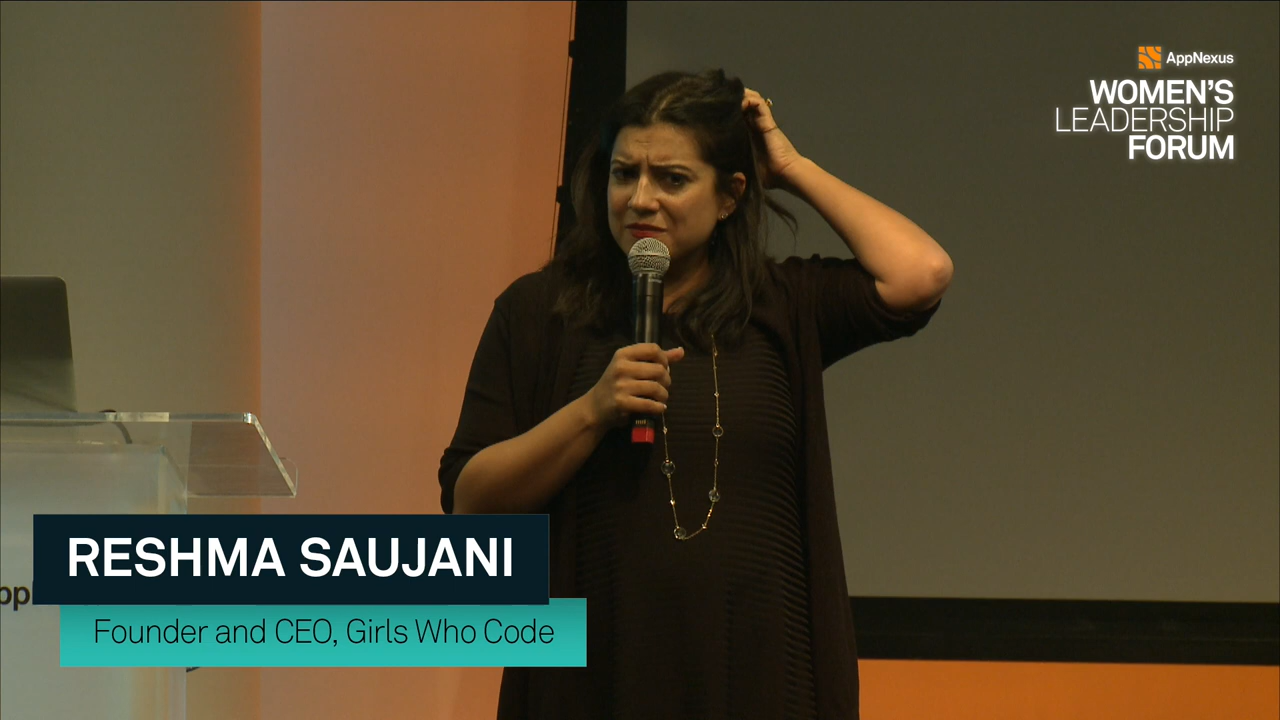 AppNexus
WOMEN'S
LEADERSHIP
FORUM
RESHMA SAUJANI
Founder and CEO, Girls Who Code